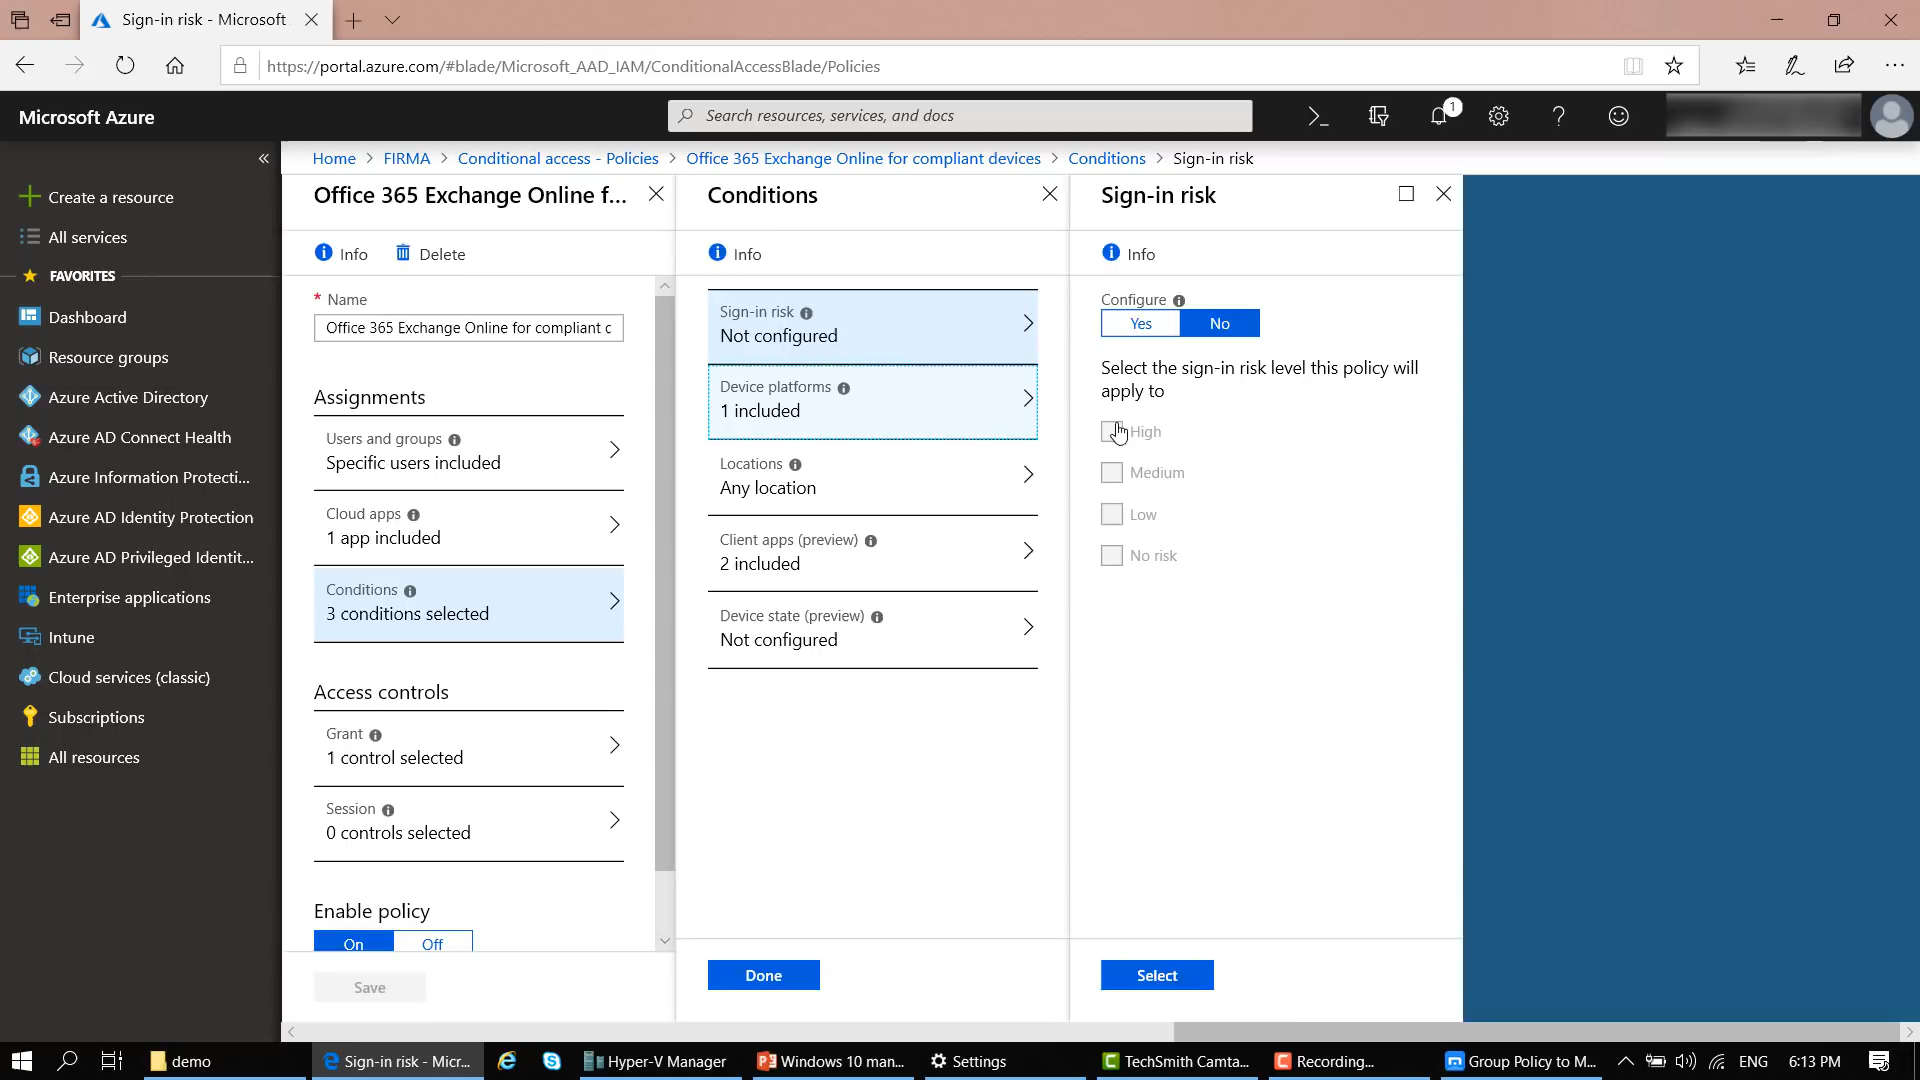 Sign-in risk - Microsoft
https://portal.azure.com/#blade/Microsoft_AAD_IAM/ConditionalAccessBlade/Policies
Microsoft Azure
Search resources, services, and docs
1
Home > FIRMA > Conditional access - Policies > Office 365 Exchange Online for compliant devices > Conditions > Sign-in risk
Create a resource
All services
FAVORITES
Dashboard
Resource groups
Azure Active Directory
Azure AD Connect Health
Azure Information Protecti...
Azure AD Identity Protection
Azure AD Privileged Identit...
Enterprise applications
Intune
Cloud services (classic)
Subscriptions
All resources
Office 365 Exchange Online f...
Info Delete
* Name
Office 365 Exchange Online for compliant c
Assignments
Users and groups
Specific users included
Cloud apps
1 app included
Conditions
3 conditions selected
Access controls
Grant
1 control selected
Session
0 controls selected
Enable policy
On Off
Save
Conditions
Info
Sign-in risk
Not configured
Device platforms
1 included
Locations
Any location
Client apps (preview)
2 included
Device state (preview)
Not configured
Done
Sign-in risk
Info
Configure
Yes No
Select the sign-in risk level this policy will
apply to
High
Medium
Low
No risk
Select
demo
Sign-in risk - Micr...
Hyper-V Manager
Windows 10 man...
Settings
TechSmith Camta...
Recording...
Group Policy to M...
ENG
6:13 PM